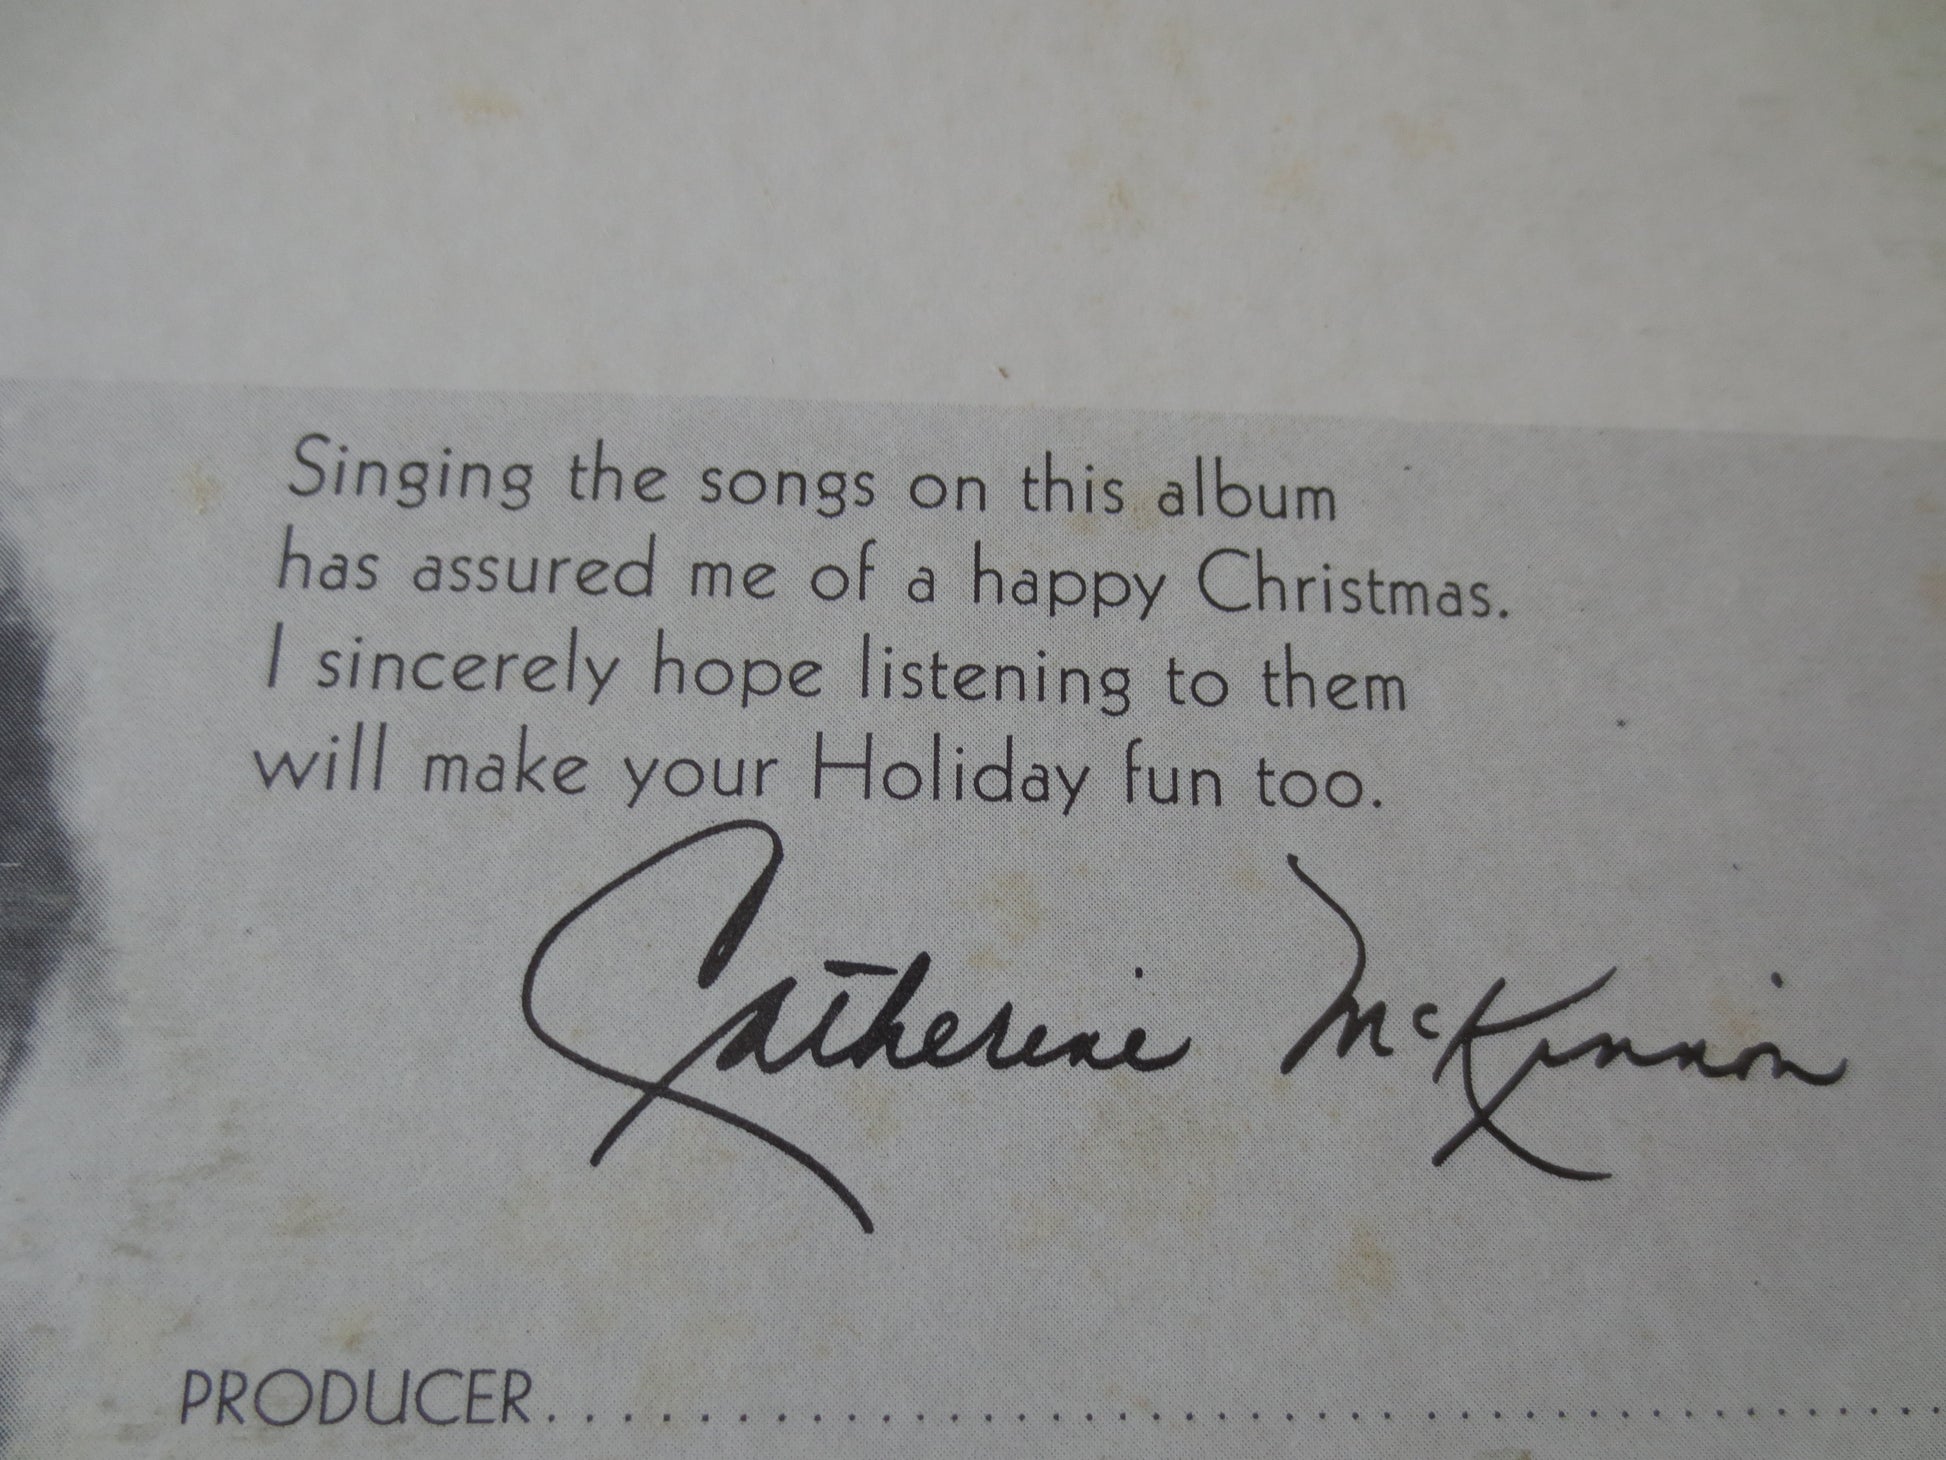 Singing the songs on this album
has assured me of a happy Christmas.
I sincerely hope listening to them
will make your Holiday fun too.
Catherine McKinnon
PRODUCER..............................